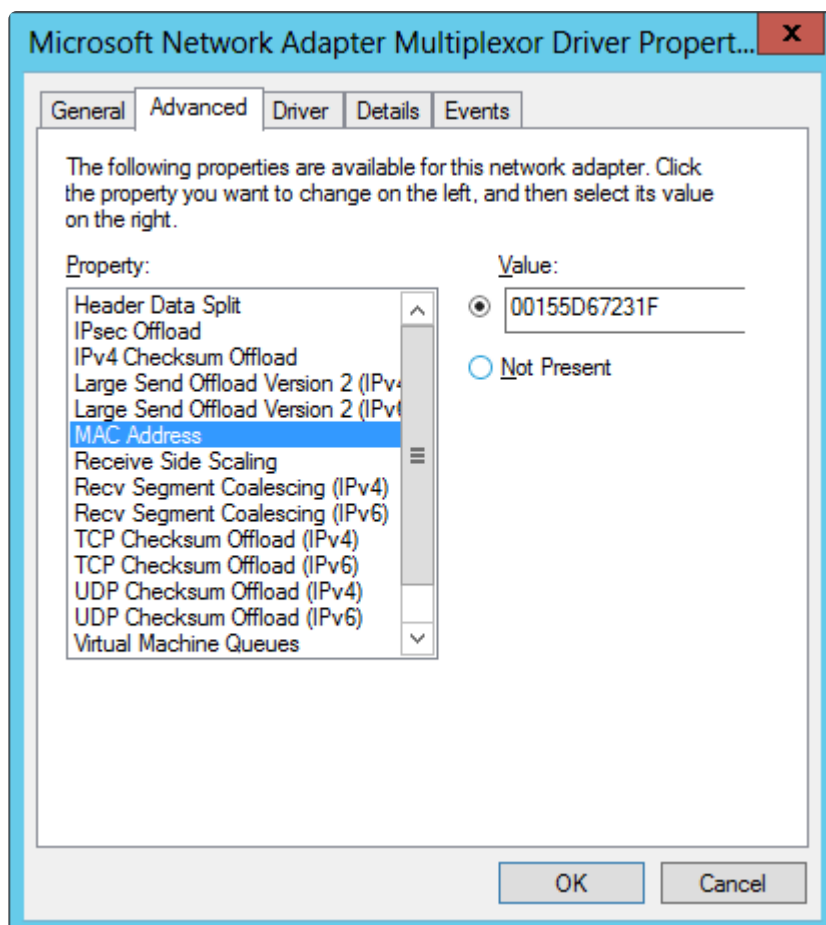 Microsoft Network Adapter Multiplexor Driver Propert...
x
General
Advanced
Driver
Details
Events
The following properties are available for this network adapter. Click
the property you want to change on the left, and then select its value
on the right.
Property:
Header Data Split
IPsec Offload
IPv4 Checksum Offload
Large Send Offload Version 2 (IPv4
Large Send Offload Version 2 (IPv6
MAC Address
Receive Side Scaling
Recv Segment Coalescing (IPv4)
Recv Segment Coalescing (IPv6)
TCP Checksum Offload (IPv4)
TCP Checksum Offload (IPv6)
UDP Checksum Offload (IPv4)
UDP Checksum Offload (IPv6)
Virtual Machine Queues
Value:
00155D67231F
Not Present
OK
Cancel